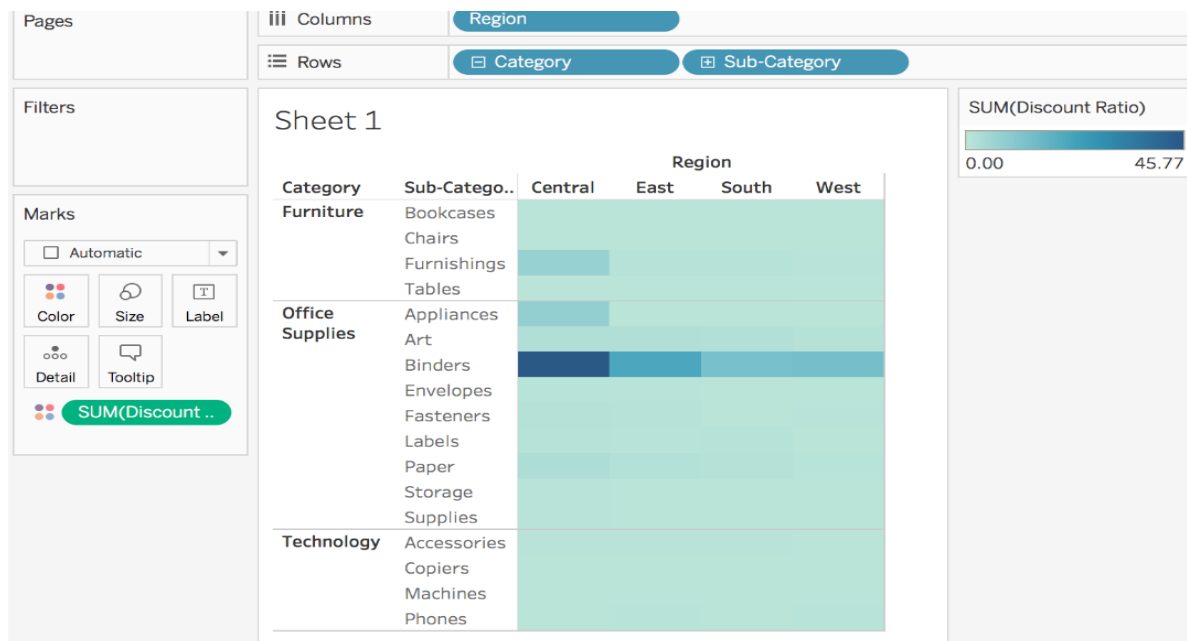 Pages
Columns Region
Rows Category Sub-Category
Filters
Marks
Automatic
Color Size Label
Detail Tooltip
SUM(Discount ..
Sheet 1
Region
Category Sub-Catego.. Central East South West
Furniture Bookcases
Chairs
Furnishings
Tables
Office Supplies Appliances
Art
Binders
Envelopes
Fasteners
Labels
Paper
Storage
Supplies
Technology Accessories
Copiers
Machines
Phones
SUM(Discount Ratio)
0.00 45.77